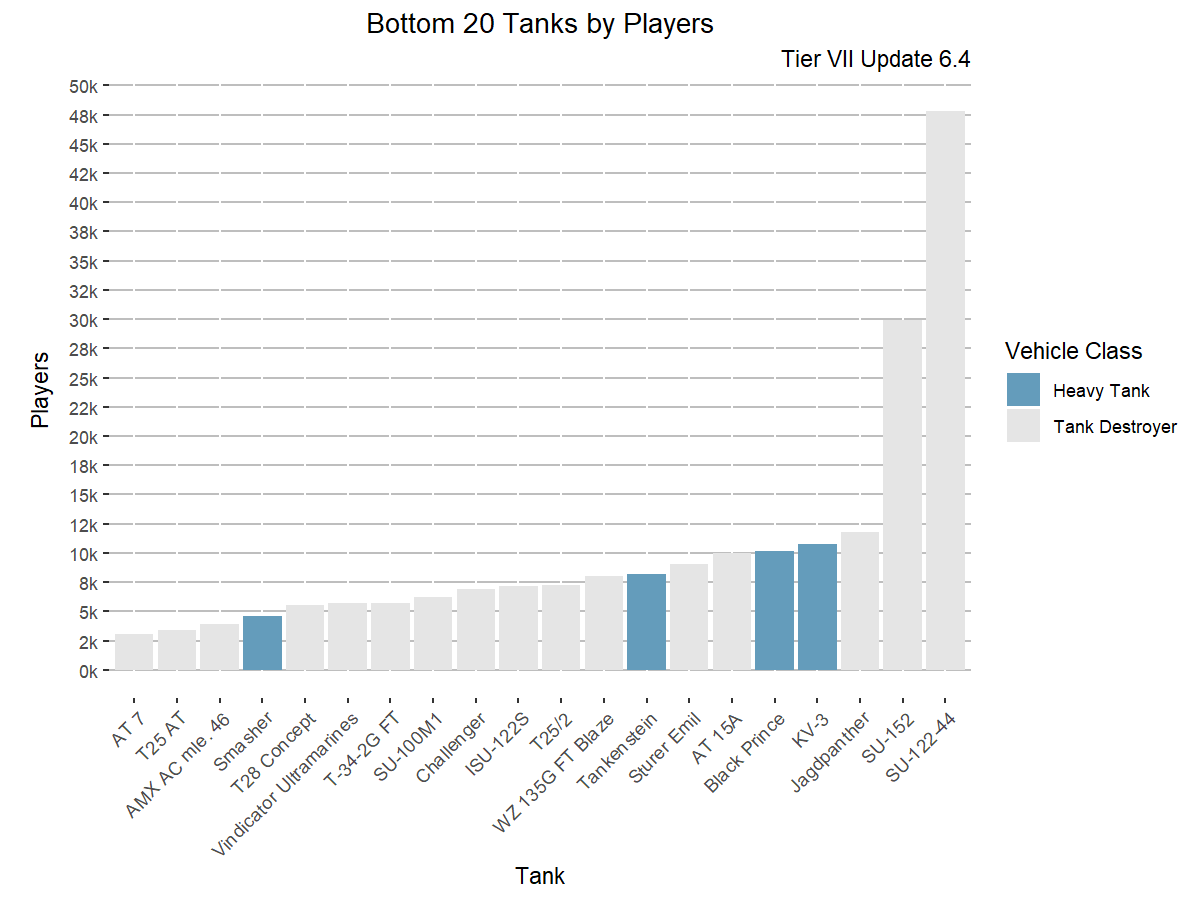 Bottom 20 Tanks by Players
Tier VII Update 6.4
50k
48k
45k
42k
40k
38k
35k
32k
30k
28k
25k
22k
20k
18k
15k
12k
10k
8k
5k
2k
0k
Players
AT 7
T25 AT
AMX AC mle. 46
Smasher
T28 Concept
Vindicator Ultramarines
T-34-2G FT
SU-100M1
Challenger
ISU-122S
T25/2
WZ 135G FT Blaze
Tankenstein
Sturer Emil
AT 15A
Black Prince
KV-3
Jagdpanther
SU-152
SU-122-44
Tank
Vehicle Class
Heavy Tank
Tank Destroyer